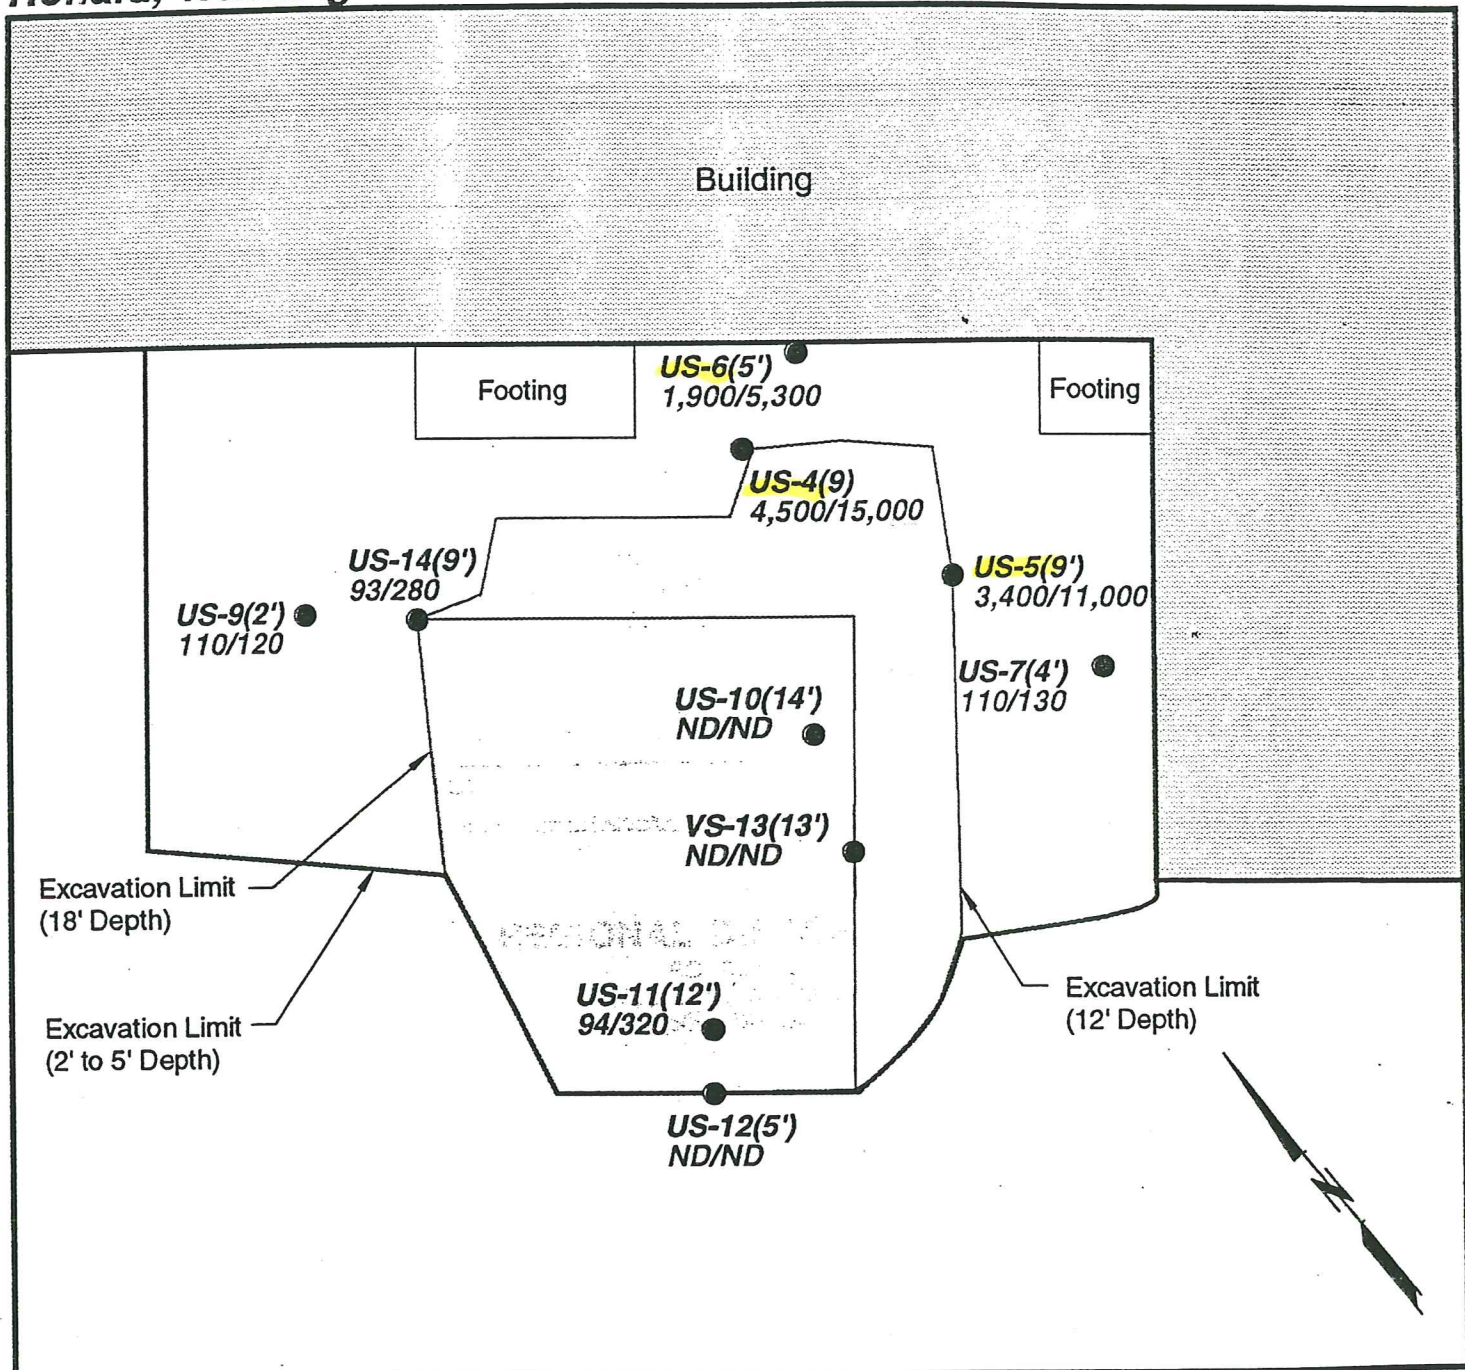 Building
Footing
US-6(5')
1,900/5,300
Footing
US-4(9)
4,500/15,000
US-14(9')
93/280
US-5(9')
3,400/11,000
US-9(2')
110/120
US-7(4')
110/130
US-10(14')
ND/ND
VS-13(13')
ND/ND
Excavation Limit
(18' Depth)
US-11(12')
94/320
Excavation Limit
(12' Depth)
Excavation Limit
(2' to 5' Depth)
US-12(5')
ND/ND
N